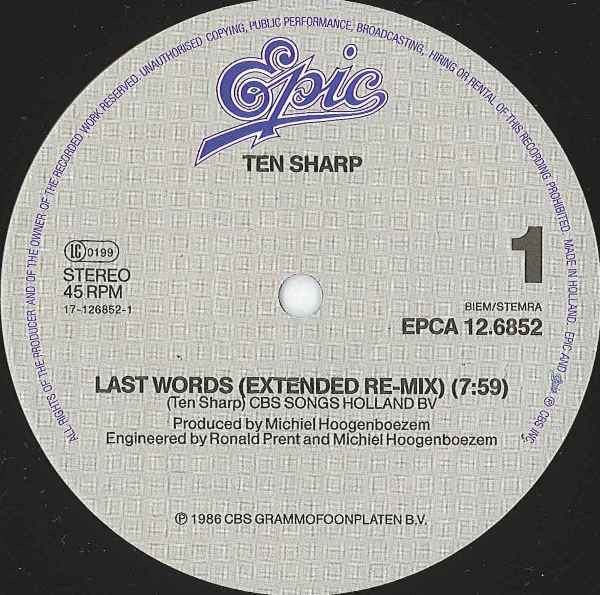 ALL RIGHTS OF THE PRODUCER AND OF THE OWNER OF THE RECORDED WORK RESERVED. UNAUTHORISED COPYING, PUBLIC PERFORMANCE, BROADCASTING, HIRING OR RENTAL OF THIS RECORDING PROHIBITED. MADE IN HOLLAND. EPIC AND Epic ℗ CBS INC.
Epic
TEN SHARP
LC 0199
STEREO
45 RPM
17-126852-1
1
BIEM/STEMRA
EPCA 12.6852
LAST WORDS (EXTENDED RE-MIX) (7:59)
(Ten Sharp) CBS SONGS HOLLAND BV
Produced by Michiel Hoogenboezem
Engineered by Ronald Prent and Michiel Hoogenboezem
℗ 1986 CBS GRAMMOFOONPLATEN B.V.